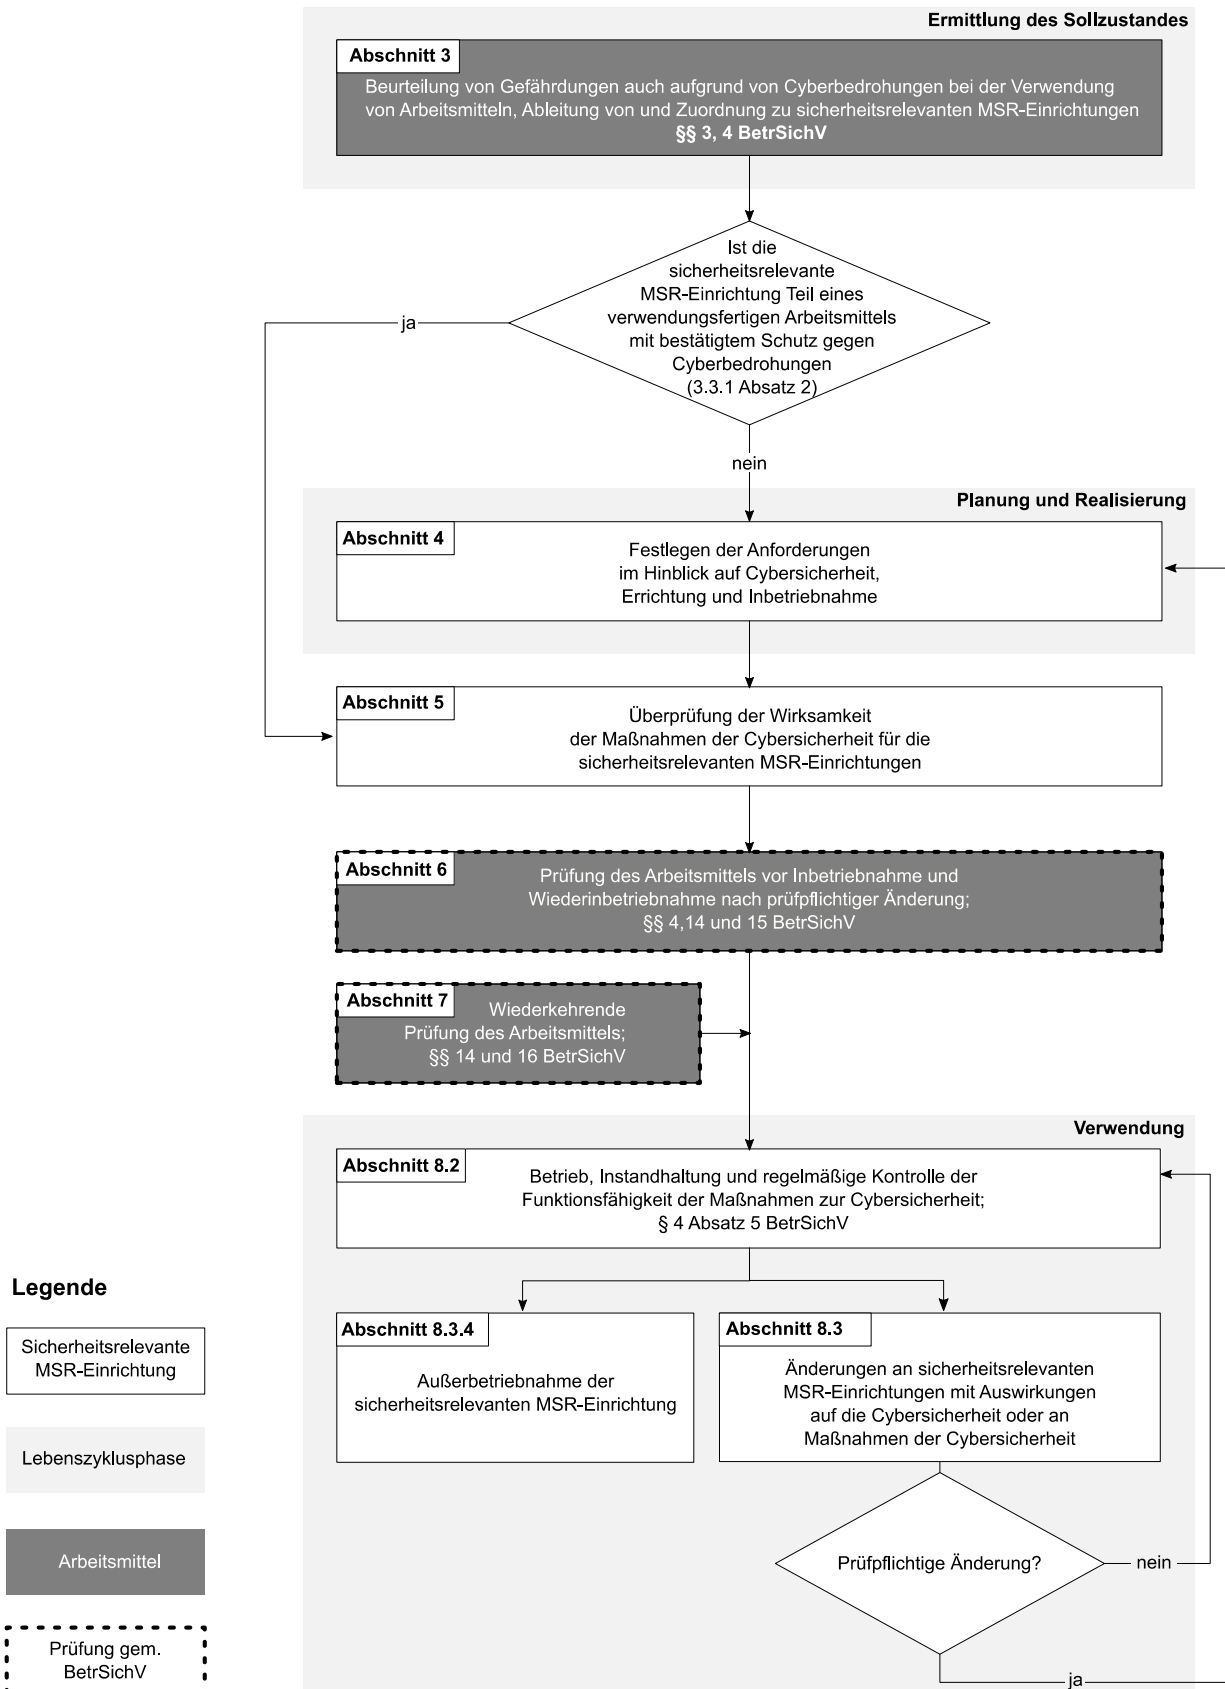 Ermittlung des Sollzustandes
Abschnitt 3
Beurteilung von Gefährdungen auch aufgrund von Cyberbedrohungen bei der Verwendung
von Arbeitsmitteln, Ableitung von und Zuordnung zu sicherheitsrelevanten MSR-Einrichtungen
§§ 3, 4 BetrSichV
Ist die
sicherheitsrelevante
MSR-Einrichtung Teil eines
verwendungsfertigen Arbeitsmittels
mit bestätigtem Schutz gegen
Cyberbedrohungen
(3.3.1 Absatz 2)
ja
nein
Planung und Realisierung
Abschnitt 4
Festlegen der Anforderungen
im Hinblick auf Cybersicherheit,
Errichtung und Inbetriebnahme
Abschnitt 5
Überprüfung der Wirksamkeit
der Maßnahmen der Cybersicherheit für die
sicherheitsrelevanten MSR-Einrichtungen
Abschnitt 6
Prüfung des Arbeitsmittels vor Inbetriebnahme und
Wiederinbetriebnahme nach prüfpflichtiger Änderung;
§§ 4,14 und 15 BetrSichV
Abschnitt 7
Wiederkehrende
Prüfung des Arbeitsmittels;
§§ 14 und 16 BetrSichV
Verwendung
Abschnitt 8.2
Betrieb, Instandhaltung und regelmäßige Kontrolle der
Funktionsfähigkeit der Maßnahmen zur Cybersicherheit;
§ 4 Absatz 5 BetrSichV
Abschnitt 8.3.4
Außerbetriebnahme der
sicherheitsrelevanten MSR-Einrichtung
Abschnitt 8.3
Änderungen an sicherheitsrelevanten
MSR-Einrichtungen mit Auswirkungen
auf die Cybersicherheit oder an
Maßnahmen der Cybersicherheit
Prüfpflichtige Änderung?
nein
ja
Legende
Sicherheitsrelevante
MSR-Einrichtung
Lebenszyklusphase
Arbeitsmittel
Prüfung gem.
BetrSichV